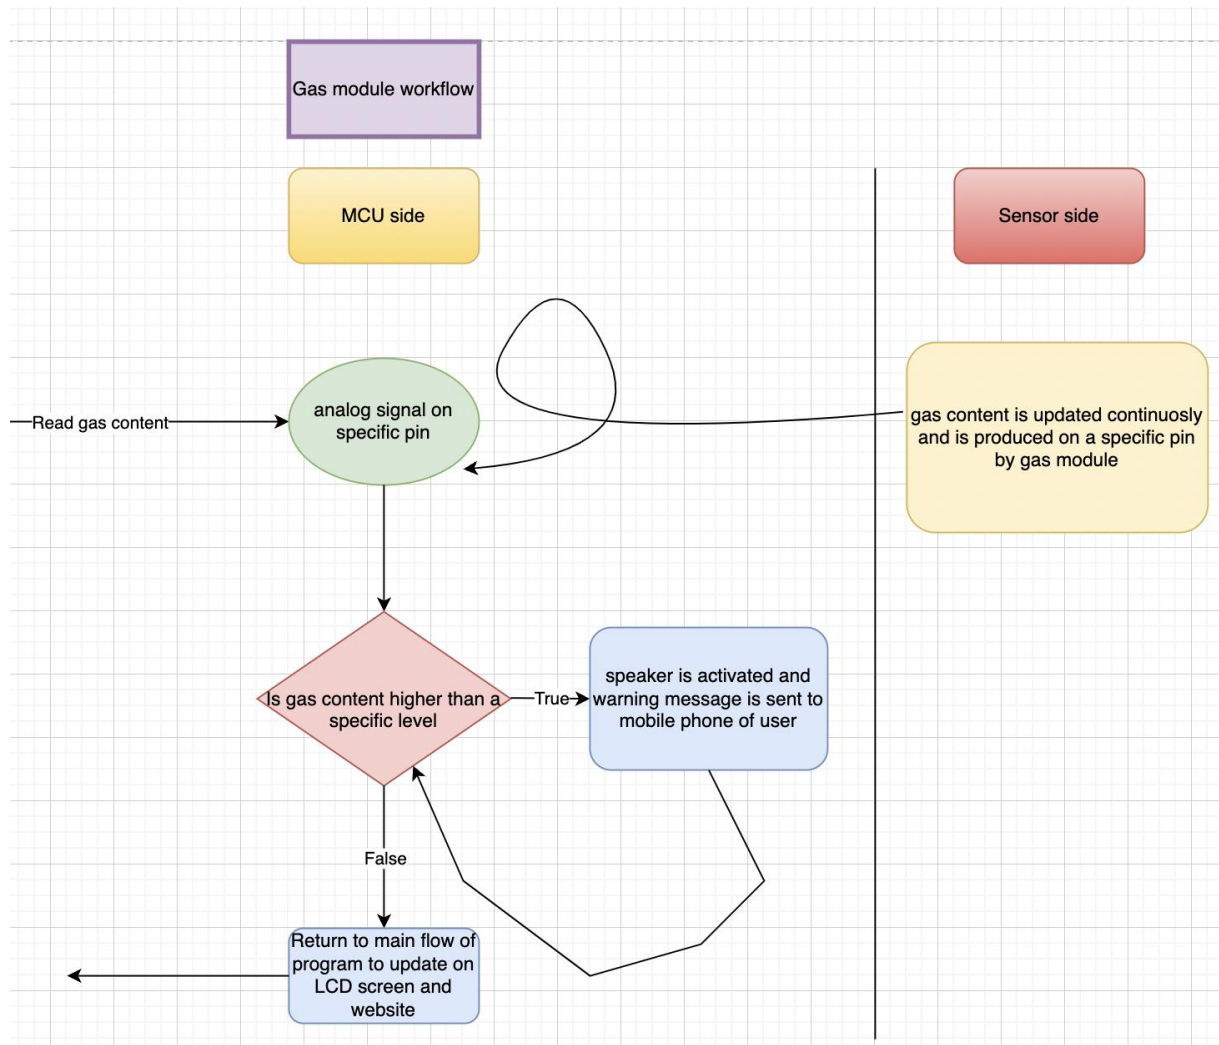 Gas module workflow
MCU side
Sensor side
Read gas content
analog signal on
specific pin
gas content is updated continuosly
and is produced on a specific pin
by gas module
Is gas content higher than a
specific level
True
speaker is activated and
warning message is sent to
mobile phone of user
False
Return to main flow of
program to update on
LCD screen and
website